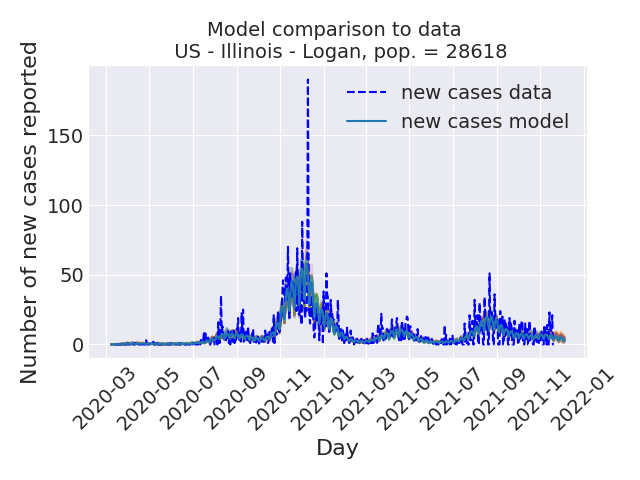 Model comparison to data
US - Illinois - Logan, pop. = 28618
new cases data
new cases model
Number of new cases reported
150
100
50
0
2020-03
2020-05
2020-07
2020-09
2020-11
2021-01
2021-03
2021-05
2021-07
2021-09
2021-11
2022-01
Day